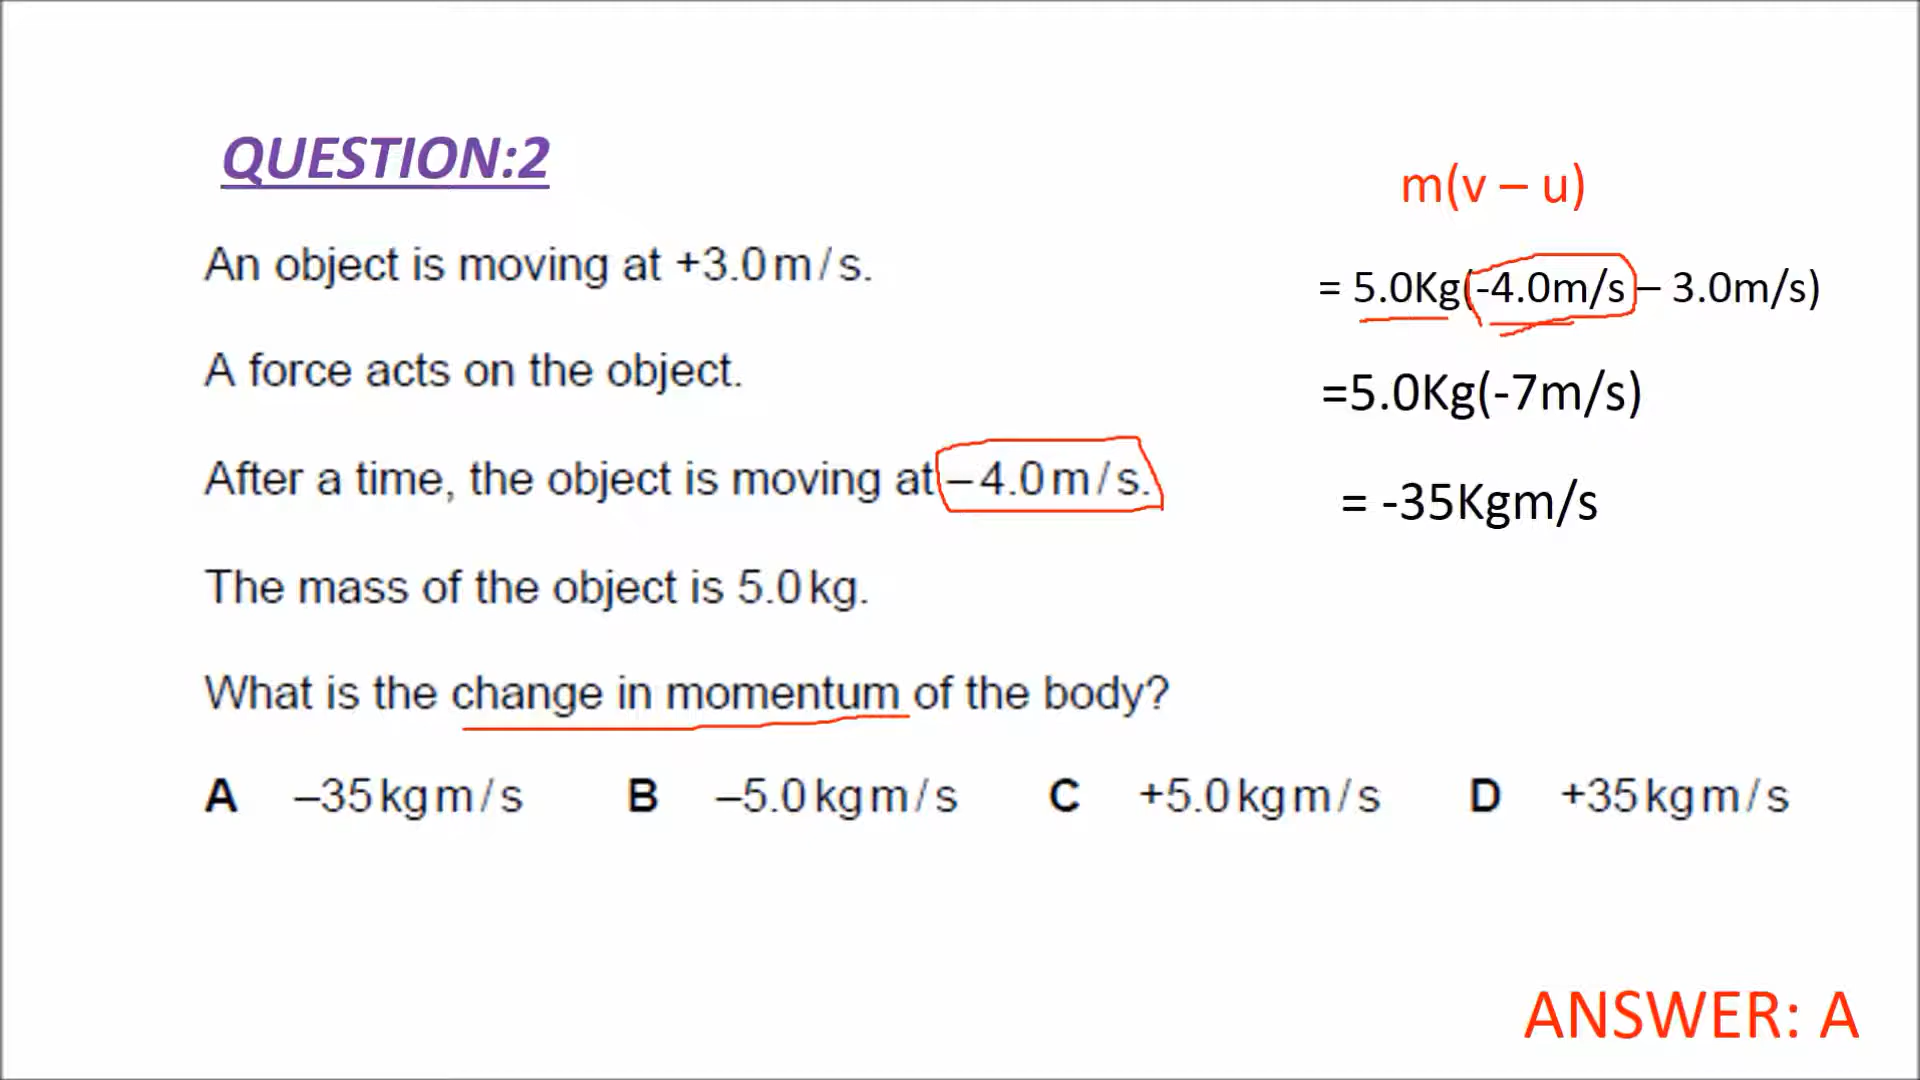 QUESTION:2
An object is moving at +3.0 m/s.
A force acts on the object.
After a time, the object is moving at –4.0 m/s.
The mass of the object is 5.0 kg.
What is the change in momentum of the body?
A –35 kg m/s B –5.0 kg m/s C +5.0 kg m/s D +35 kg m/s
m(v – u)
= 5.0Kg(-4.0m/s – 3.0m/s)
=5.0Kg(-7m/s)
= -35Kgm/s
ANSWER: A